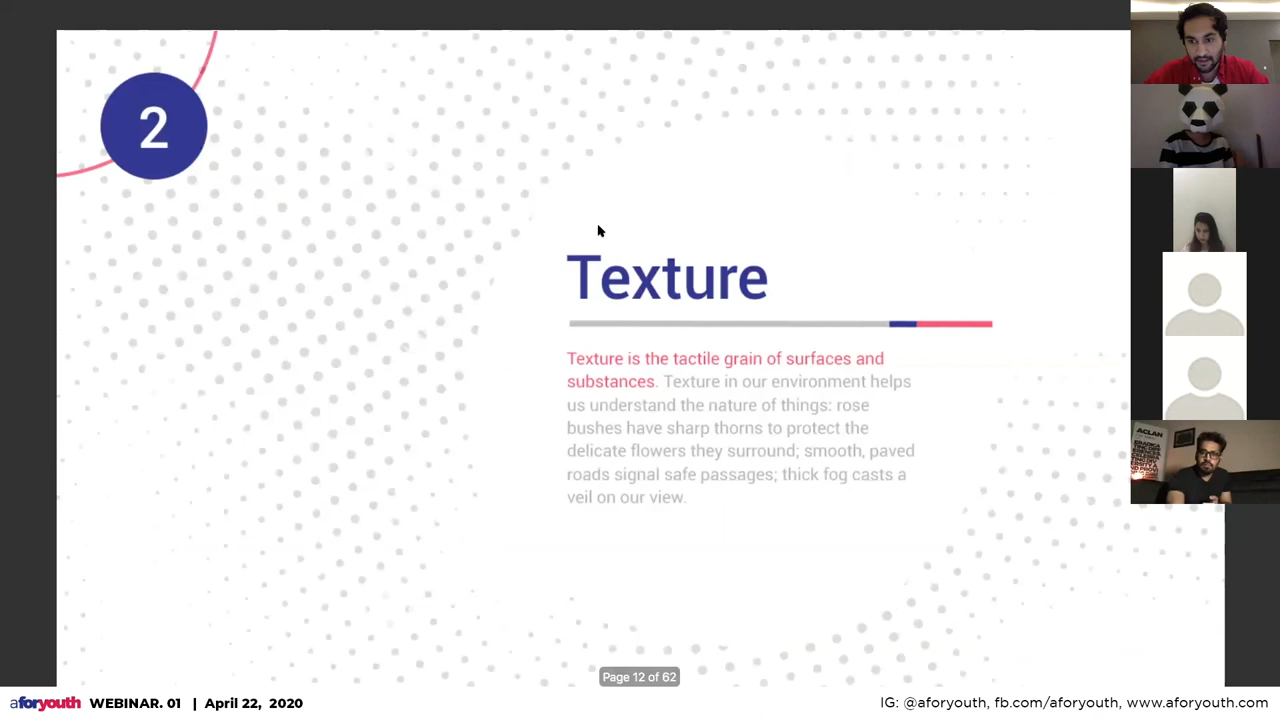 2
Texture
Texture is the tactile grain of surfaces and
substances. Texture in our environment helps
us understand the nature of things: rose
bushes have sharp thorns to protect the
delicate flowers they surround; smooth, paved
roads signal safe passages; thick fog casts a
veil on our view.
Page 12 of 62
ACLAN
aforyouth WEBINAR. 01 | April 22, 2020
IG: @aforyouth, fb.com/aforyouth, www.aforyouth.com